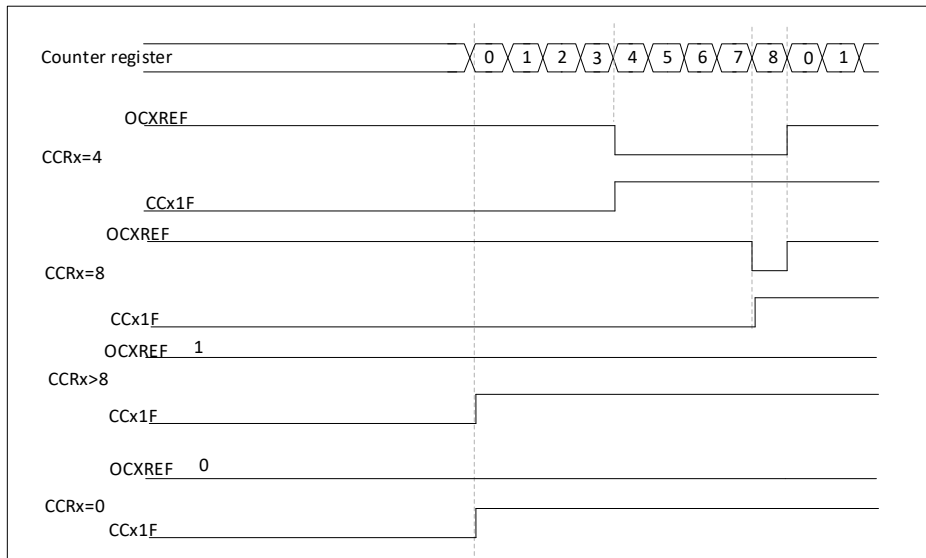 Counter register 0 1 2 3 4 5 6 7 8 0 1
OCXREF
CCRx=4
CCx1F
OCXREF
CCRx=8
CCx1F
OCXREF 1
CCRx>8
CCx1F
OCXREF 0
CCRx=0
CCx1F